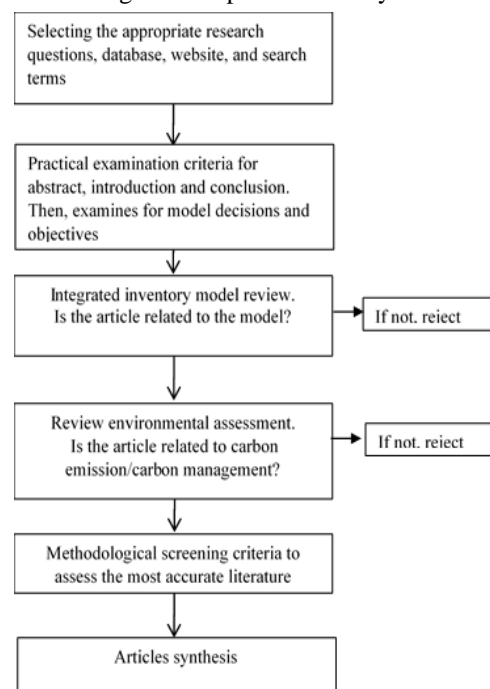 Selecting the appropriate research
questions, database, website, and search
terms
Practical examination criteria for
abstract, introduction and conclusion.
Then, examines for model decisions and
objectives
Integrated inventory model review.
Is the article related to the model?
If not. reject
Review environmental assessment.
Is the article related to carbon
emission/carbon management?
If not. reject
Methodological screening criteria to
assess the most accurate literature
Articles synthesis